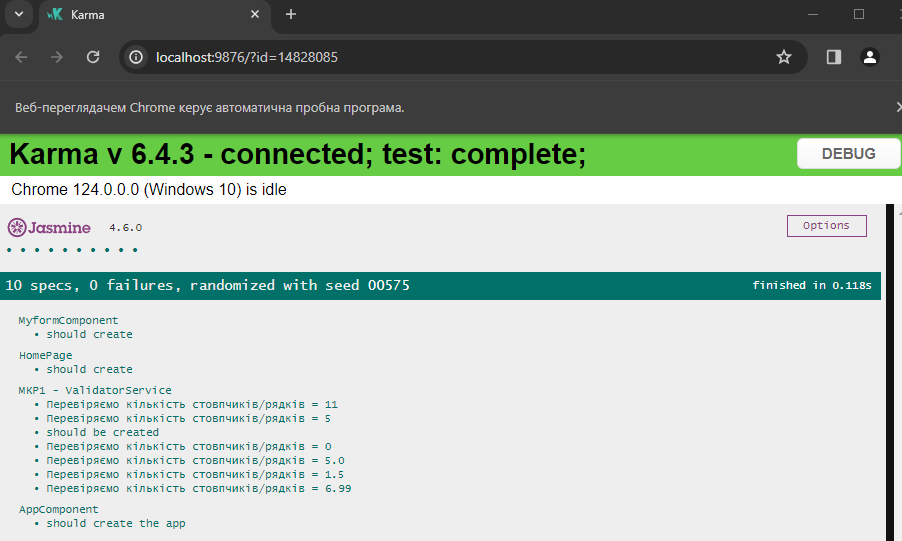 Karma
localhost:9876/?id=14828085
Веб-переглядачем Chrome керує автоматична пробна програма.
Karma v 6.4.3 - connected; test: complete;
DEBUG
Chrome 124.0.0.0 (Windows 10) is idle
Jasmine 4.6.0
Options
10 specs, 0 failures, randomized with seed 00575
finished in 0.118s
MyformComponent
• should create
HomePage
• should create
МКР1 - ValidatorService
• Перевіряємо кількість стовпчиків/рядків = 11
• Перевіряємо кількість стовпчиків/рядків = 5
• should be created
• Перевіряємо кількість стовпчиків/рядків = 0
• Перевіряємо кількість стовпчиків/рядків = 5.0
• Перевіряємо кількість стовпчиків/рядків = 1.5
• Перевіряємо кількість стовпчиків/рядків = 6.99
AppComponent
• should create the app